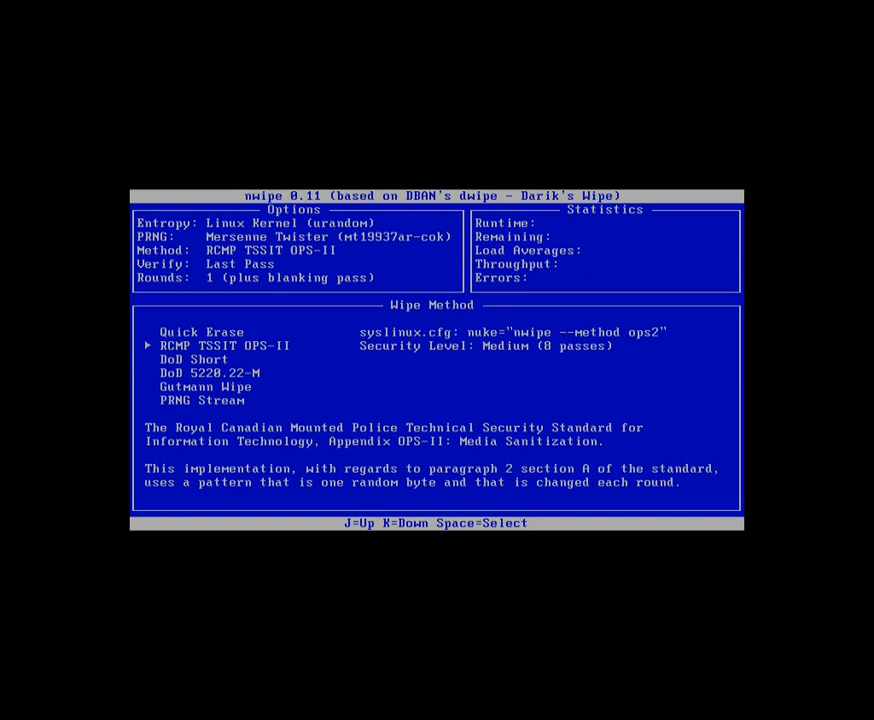 nwipe 0.11 (based on DBAN's dwipe - Darik's Wipe)
Options
Entropy: Linux Kernel (urandom)
PRNG: Mersenne Twister (mt19937ar-cok)
Method: RCMP TSSIT OPS-II
Verify: Last Pass
Rounds: 1 (plus blanking pass)
Statistics
Runtime:
Remaining:
Load Averages:
Throughput:
Errors:
Wipe Method
Quick Erase syslinux.cfg: nuke="nwipe --method ops2"
RCMP TSSIT OPS-II Security Level: Medium (8 passes)
DoD Short
DoD 5220.22-M
Gutmann Wipe
PRNG Stream
The Royal Canadian Mounted Police Technical Security Standard for
Information Technology, Appendix OPS-II: Media Sanitization.
This implementation, with regards to paragraph 2 section A of the standard,
uses a pattern that is one random byte and that is changed each round.
J=Up K=Down Space=Select